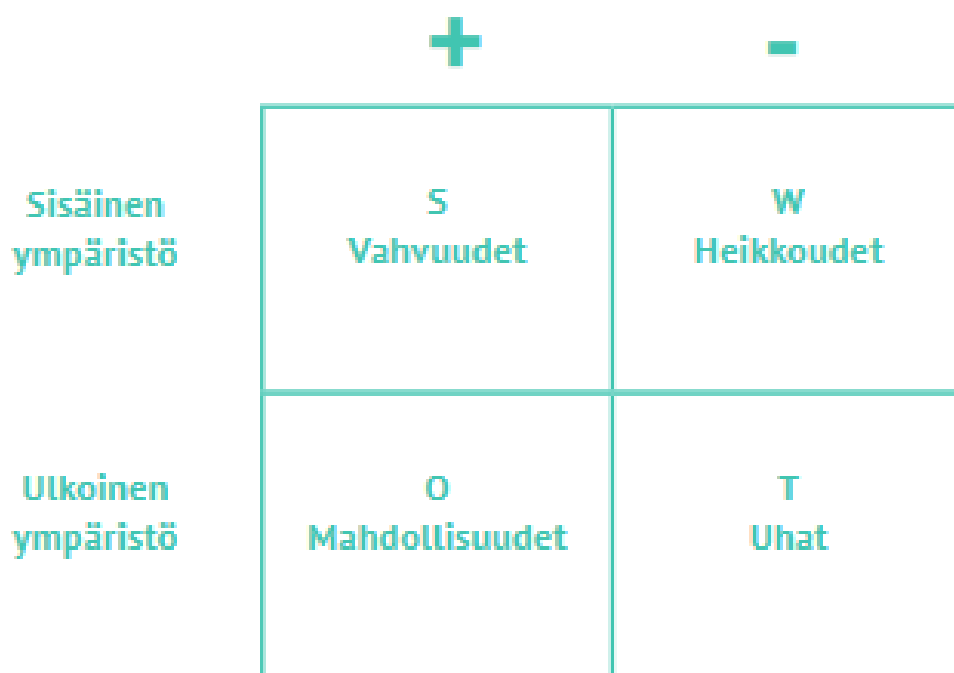 + -
Sisäinen
ympäristö
S
Vahvuudet
W
Heikkoudet
Ulkoinen
ympäristö
O
Mahdollisuudet
T
Uhat